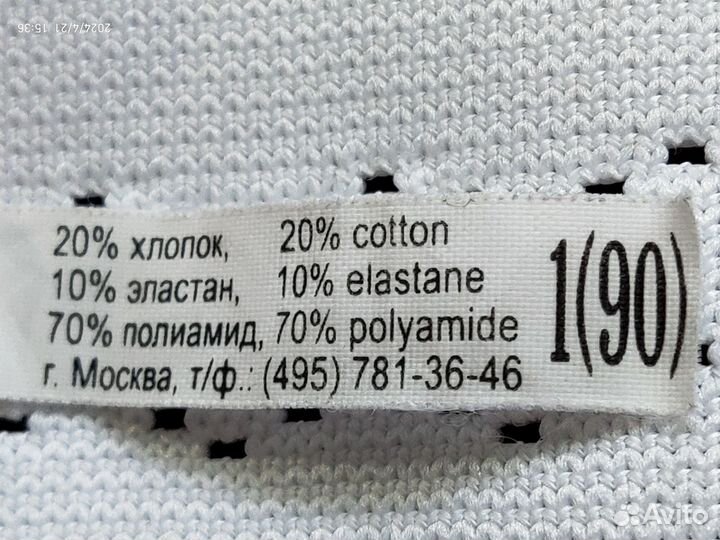 2024/4/21 15:36
20% хлопок, 20% cotton
10% эластан, 10% elastane
70% полиамид, 70% polyamide
г. Москва, т/ф.: (495) 781-36-46
1(90)
Avito